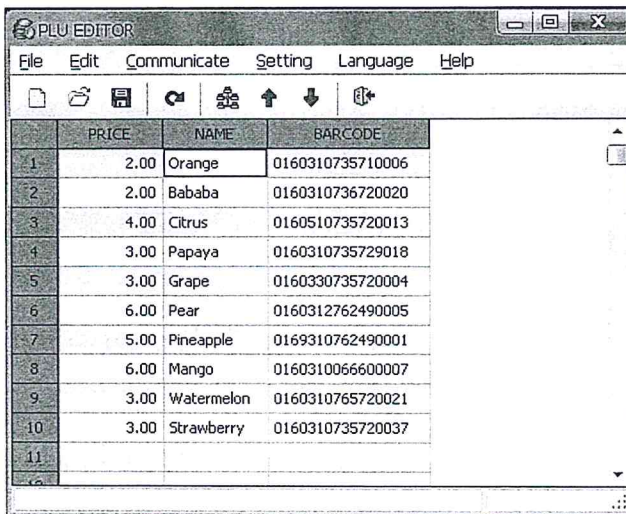 PLU EDITOR
File Edit Communicate Setting Language Help
PRICE NAME BARCODE
1 2.00 Orange 0160310735710006
2 2.00 Bababa 0160310736720020
3 4.00 Citrus 0160510735720013
4 3.00 Papaya 0160310735729018
5 3.00 Grape 0160330735720004
6 6.00 Pear 0160312762490005
7 5.00 Pineapple 0169310762490001
8 6.00 Mango 0160310066600007
9 3.00 Watermelon 0160310765720021
10 3.00 Strawberry 0160310735720037
11